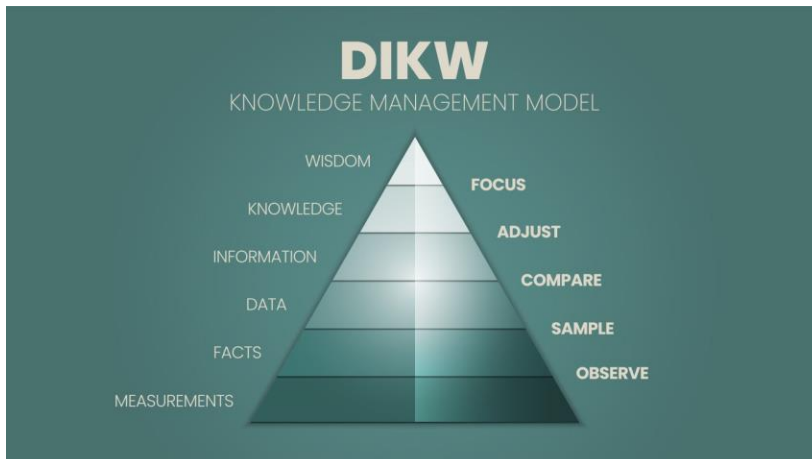 DIKW
KNOWLEDGE MANAGEMENT MODEL
WISDOM
FOCUS
KNOWLEDGE
ADJUST
INFORMATION
COMPARE
DATA
SAMPLE
FACTS
OBSERVE
MEASUREMENTS